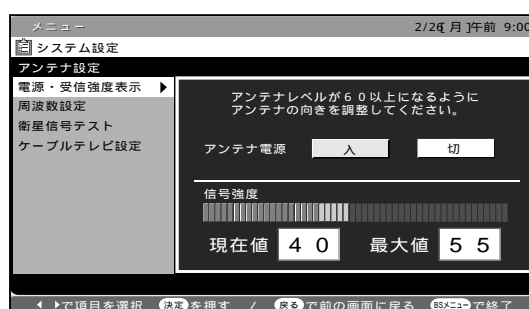 メニュー 2/26[月]午前 9:00
システム設定
アンテナ設定
電源・受信強度表示
周波数設定
衛星信号テスト
ケーブルテレビ設定
アンテナレベルが60以上になるように
アンテナの向きを調整してください。
アンテナ電源 入 切
信号強度
現在値 40 最大値 55
で項目を選択 決定を押す / 戻るで前の画面に戻る BSメニューで終了